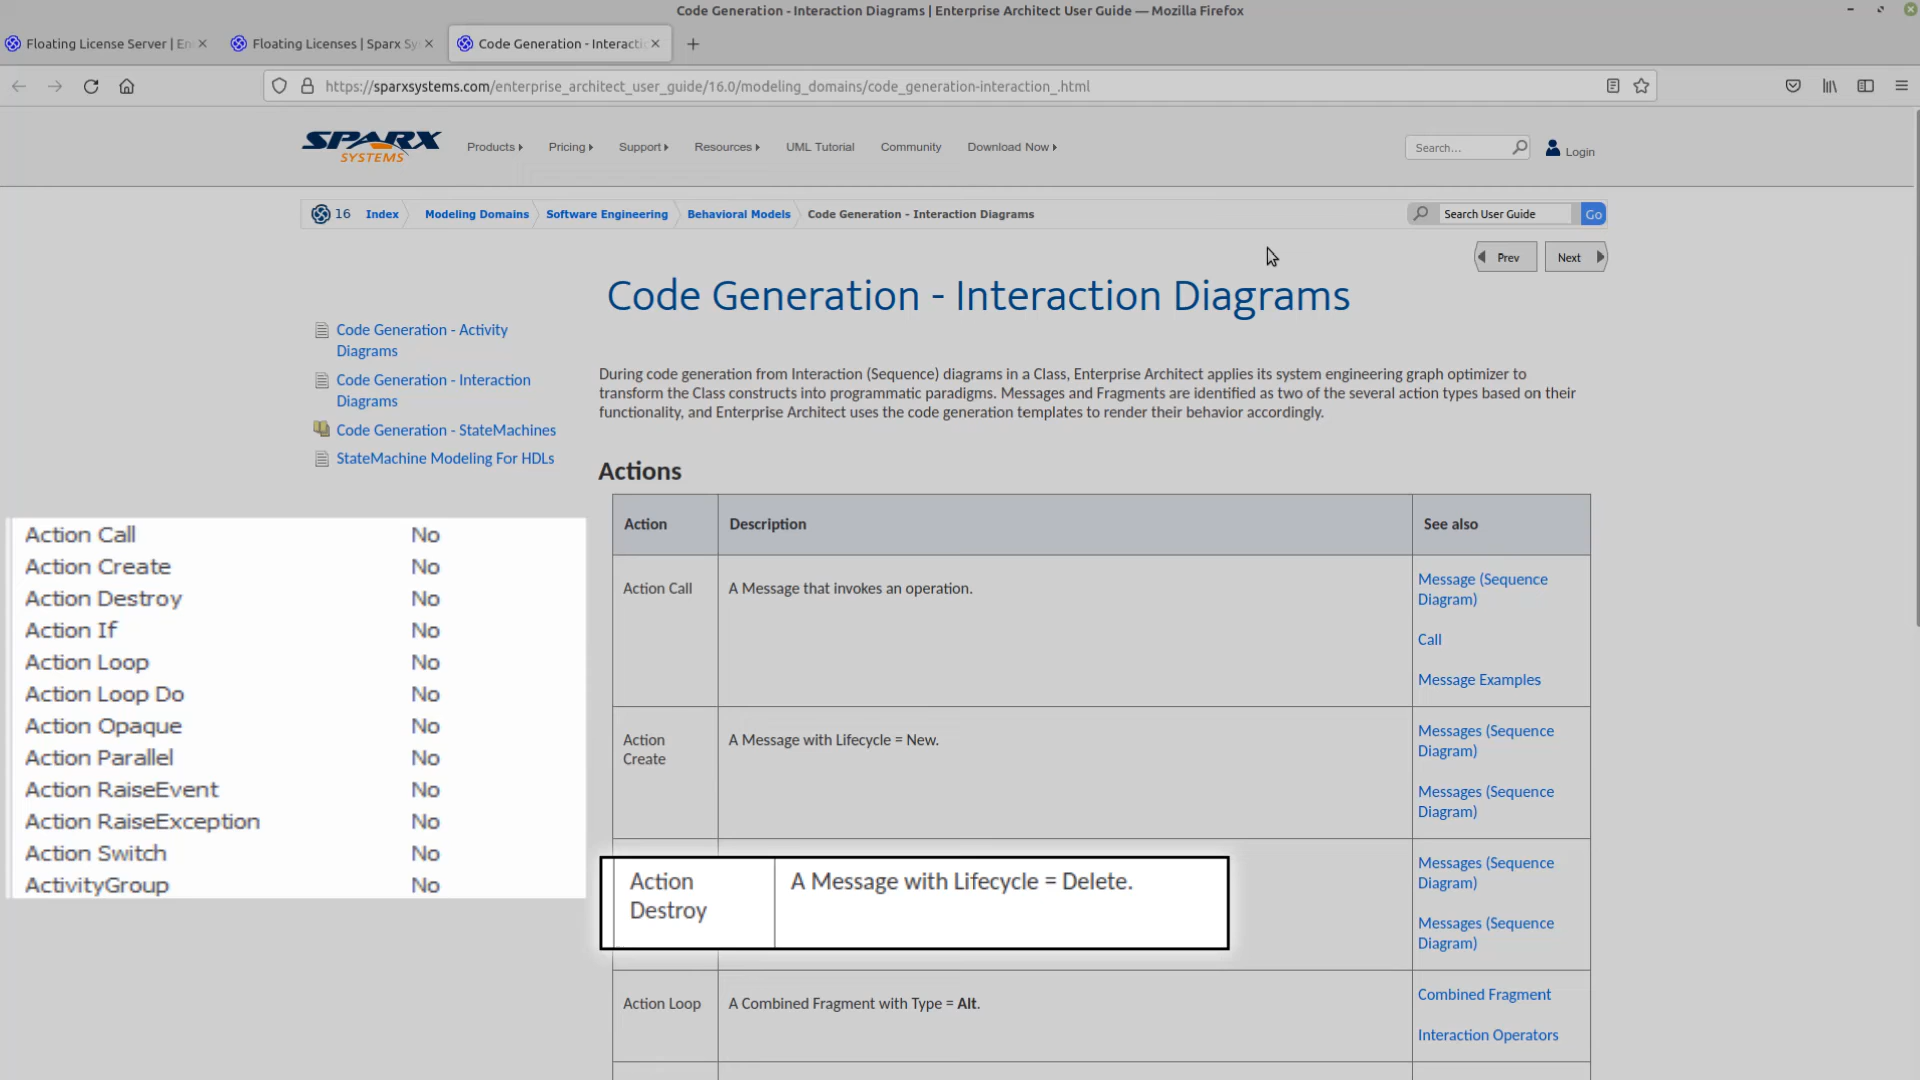 Code Generation - Interaction Diagrams | Enterprise Architect User Guide — Mozilla Firefox
Floating License Server | En
Floating Licenses | Sparx Sy
Code Generation - Interacti
https://sparxsystems.com/enterprise_architect_user_guide/16.0/modeling_domains/code_generation-interaction_.html
SPARX
SYSTEMS
Products
Pricing
Support
Resources
UML Tutorial
Community
Download Now
Search...
Login
16
Index
Modeling Domains
Software Engineering
Behavioral Models
Code Generation - Interaction Diagrams
Search User Guide
Go
Prev
Next
Code Generation - Interaction Diagrams
Code Generation - Activity
Diagrams
Code Generation - Interaction
Diagrams
Code Generation - StateMachines
StateMachine Modeling For HDLs
During code generation from Interaction (Sequence) diagrams in a Class, Enterprise Architect applies its system engineering graph optimizer to
transform the Class constructs into programmatic paradigms. Messages and Fragments are identified as two of the several action types based on their
functionality, and Enterprise Architect uses the code generation templates to render their behavior accordingly.
Actions
Action Description See also
Action Call A Message that invokes an operation.
Message (Sequence
Diagram)
Call
Message Examples
Action
Create
A Message with Lifecycle = New.
Messages (Sequence
Diagram)
Messages (Sequence
Diagram)
Action
Destroy
A Message with Lifecycle = Delete.
Messages (Sequence
Diagram)
Messages (Sequence
Diagram)
Action Loop A Combined Fragment with Type = Alt.
Combined Fragment
Interaction Operators
Action Call No
Action Create No
Action Destroy No
Action If No
Action Loop No
Action Loop Do No
Action Opaque No
Action Parallel No
Action RaiseEvent No
Action RaiseException No
Action Switch No
ActivityGroup No